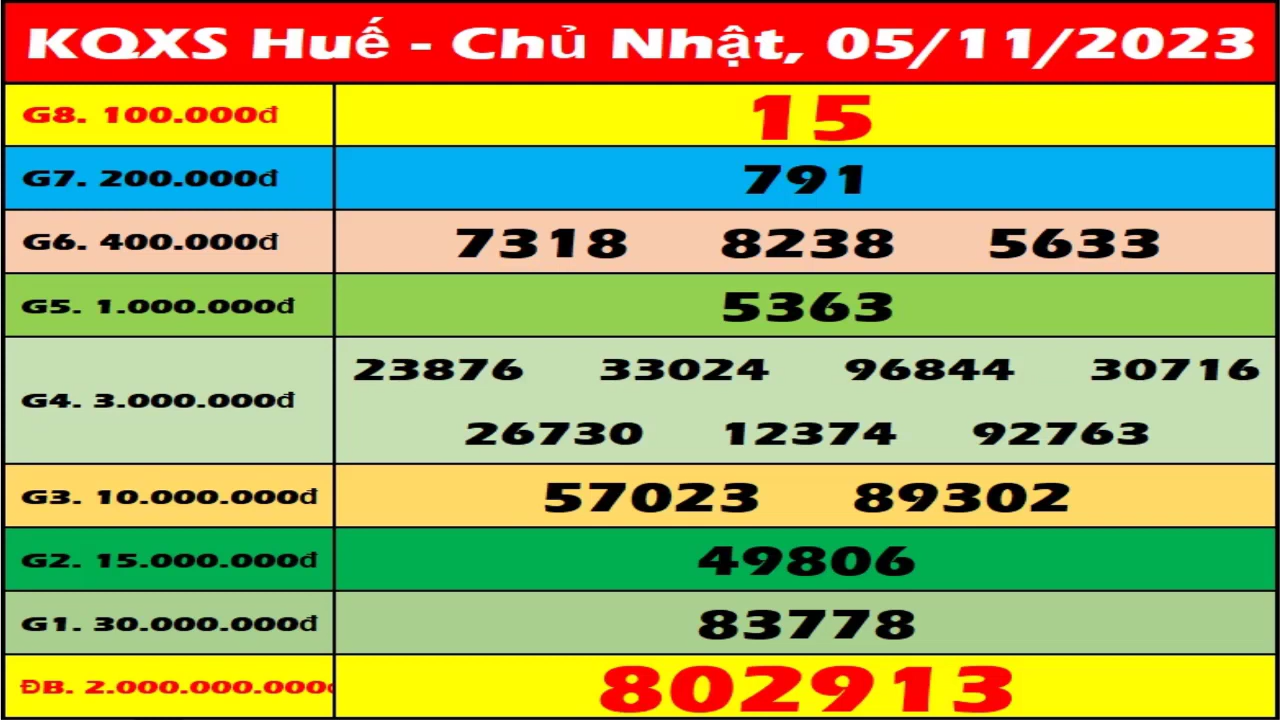 KQXS Huế - Chủ Nhật, 05/11/2023
G8. 100.000đ 15
G7. 200.000đ 791
G6. 400.000đ 7318 8238 5633
G5. 1.000.000đ 5363
G4. 3.000.000đ 23876 33024 96844 30716
26730 12374 92763
G3. 10.000.000đ 57023 89302
G2. 15.000.000đ 49806
G1. 30.000.000đ 83778
ĐB. 2.000.000.000đ 802913